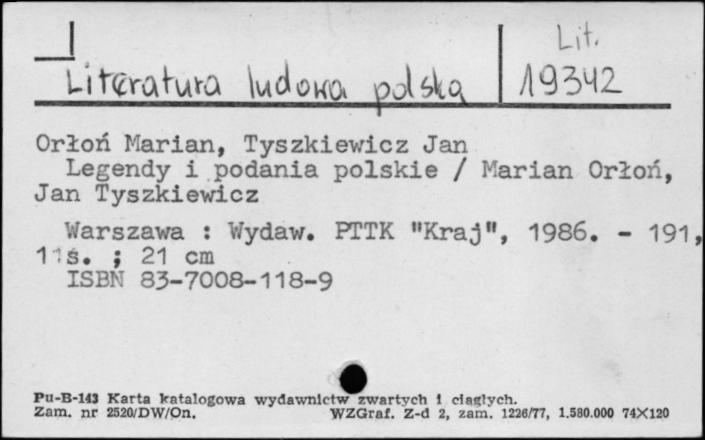 Lit.
Literatura ludowa polska
19342
Orłoń Marian, Tyszkiewicz Jan
Legendy i podania polskie / Marian Orłoń,
Jan Tyszkiewicz
Warszawa : Wydaw. PTTK "Kraj", 1986. - 191,
1 s. ; 21 cm
ISBN 83-7008-118-9
Pu-B-143 Karta katalogowa wydawnictw zwartych i ciągłych.
Zam. nr 2520/DW/On. WZGraf. Z-d 2, zam. 1226/77, 1.580.000 74×120